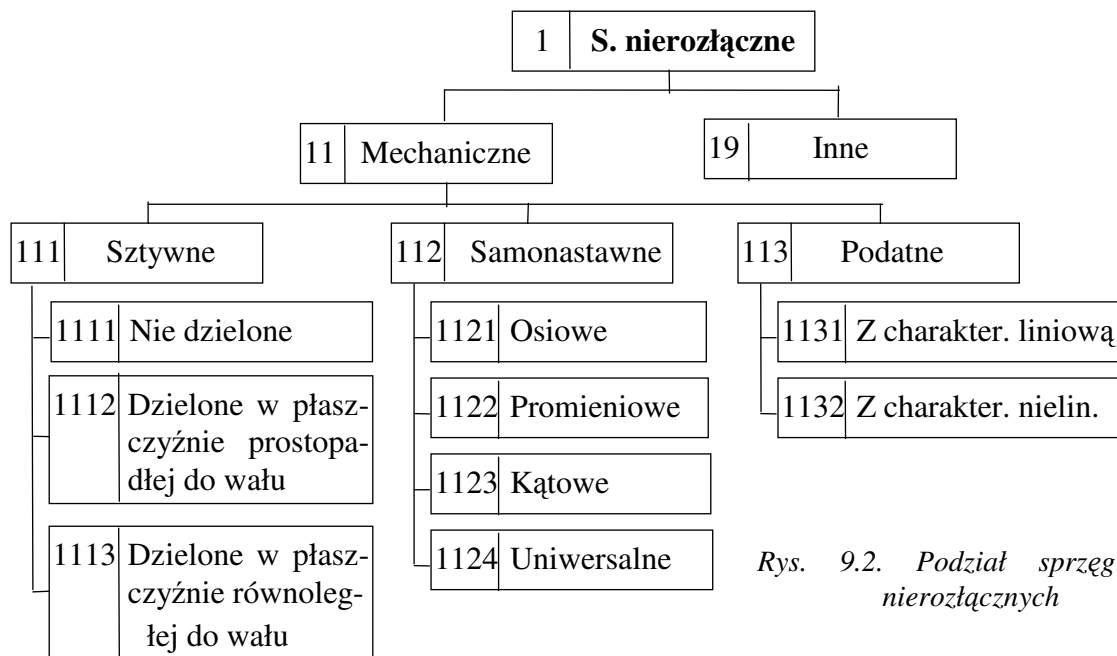 1 S. nierozłączne
11 Mechaniczne
19 Inne
111 Sztywne
112 Samonastawne
113 Podatne
1111 Nie dzielone
1112 Dzielone w płasz-
czyźnie prostopa-
dłej do wału
1113 Dzielone w płasz-
czyźnie równoleg-
łej do wału
1121 Osiowe
1122 Promieniowe
1123 Kątowe
1124 Uniwersalne
1131 Z charakter. liniową
1132 Z charakter. nielin.
Rys. 9.2. Podział sprzęg
nierozłącznych